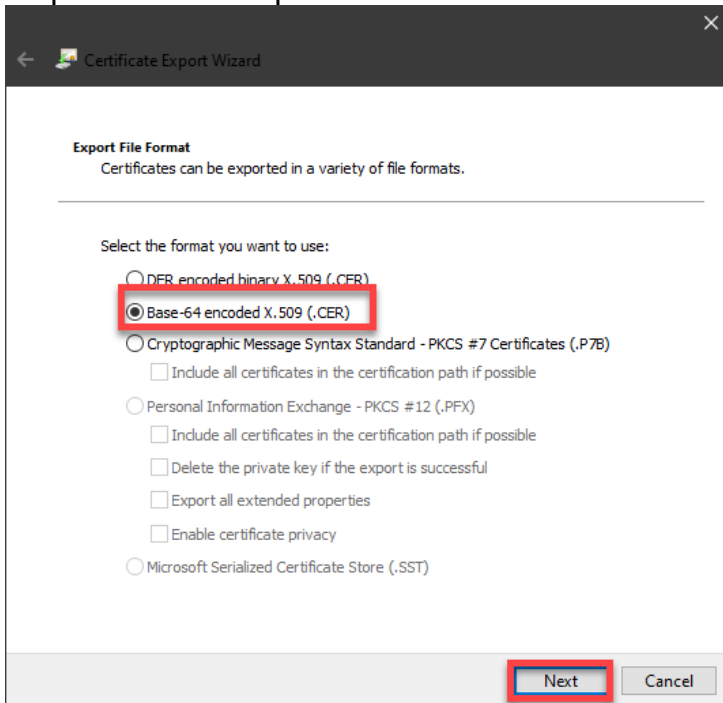 Certificate Export Wizard
Export File Format
Certificates can be exported in a variety of file formats.
Select the format you want to use:
DER encoded binary X.509 (.CER)
Base-64 encoded X.509 (.CER)
Cryptographic Message Syntax Standard - PKCS #7 Certificates (.P7B)
Include all certificates in the certification path if possible
Personal Information Exchange - PKCS #12 (.PFX)
Include all certificates in the certification path if possible
Delete the private key if the export is successful
Export all extended properties
Enable certificate privacy
Microsoft Serialized Certificate Store (.SST)
Next Cancel